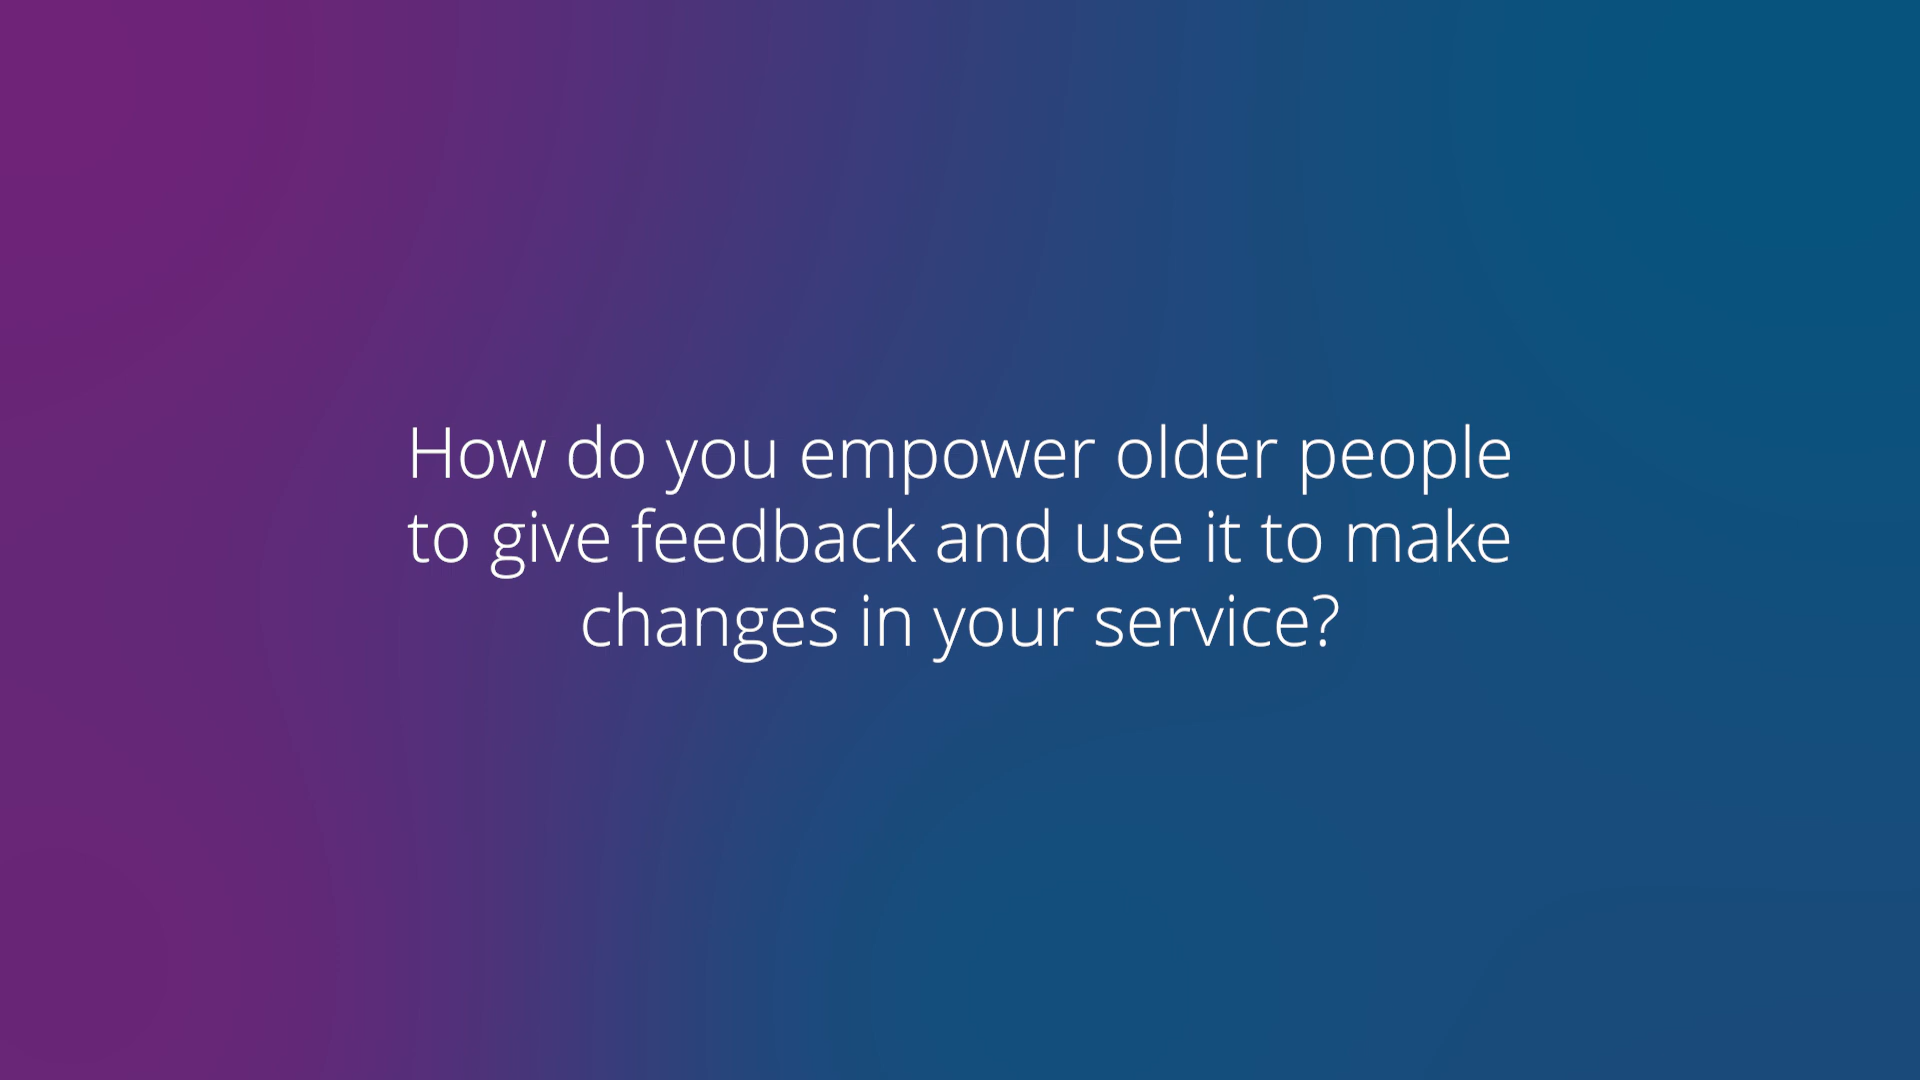 How do you empower older people
to give feedback and use it to make
changes in your service?